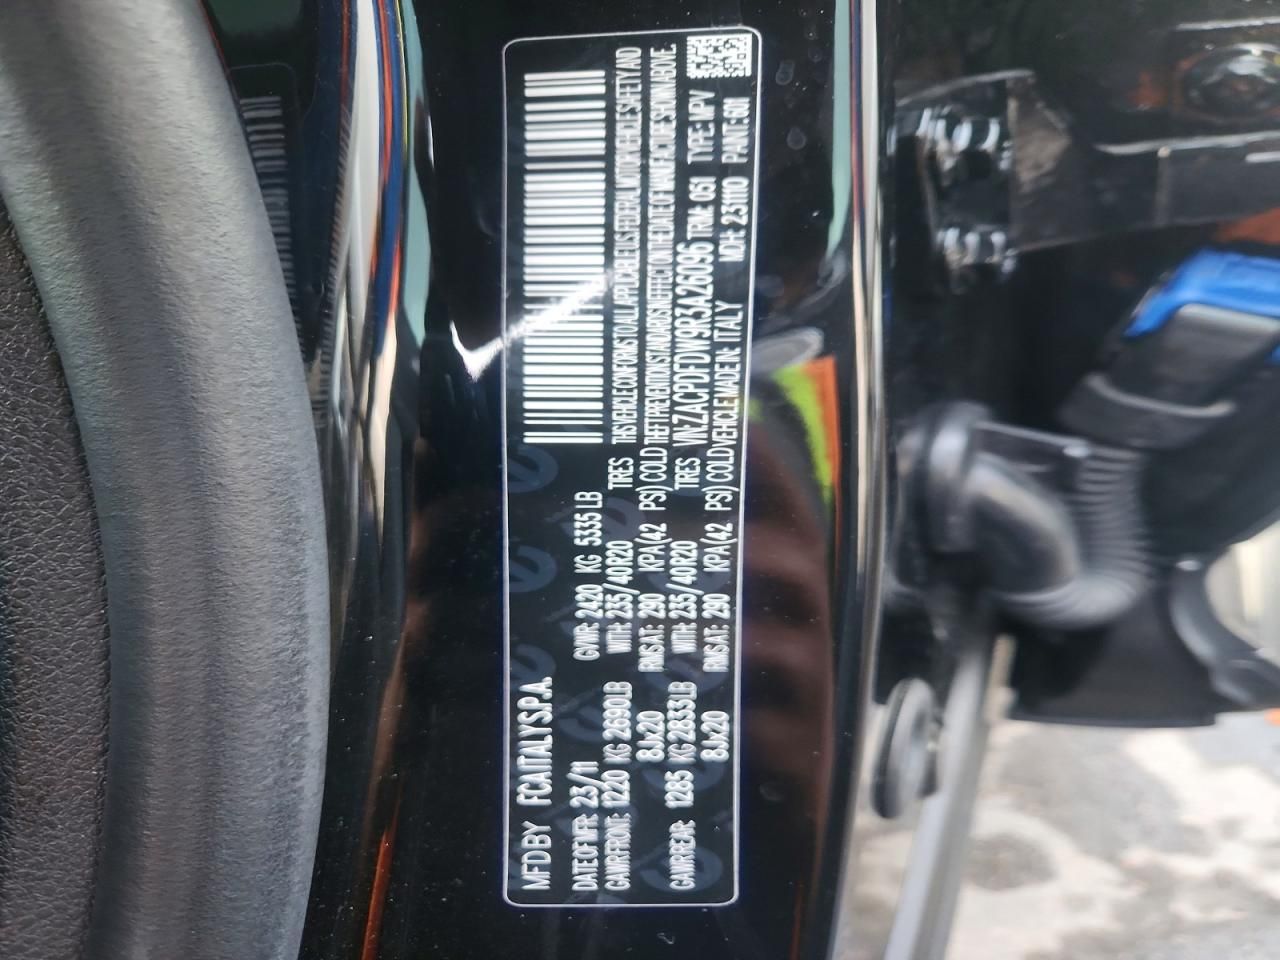 MFD BY FCA ITALY S.P.A.
DATE OF MFR: 23/11 GVWR: 2420 KG 5335 LB
GAWR FRONT: 1220 KG 2690LB WITH: 235/40R20 TIRES
8Jx20 RIMS AT: 290 KPA(42 PSI) COLD
GAWR REAR: 1285 KG 2833LB WITH: 235/40R20 TIRES
8Jx20 RIMS AT: 290 KPA(42 PSI) COLD
THIS VEHICLE CONFORMS TO ALL APPLICABLE U.S. FEDERAL MOTOR VEHICLE SAFETY AND
THEFT PREVENTION STANDARDS IN EFFECT ON THE DATE OF MANUFACTURE SHOWN ABOVE.
VIN: ZACPDFDW9R3A26096 TRIM: 051 TYPE: MPV
VEHICLE MADE IN: ITALY MDH: 231110 PAINT: 601